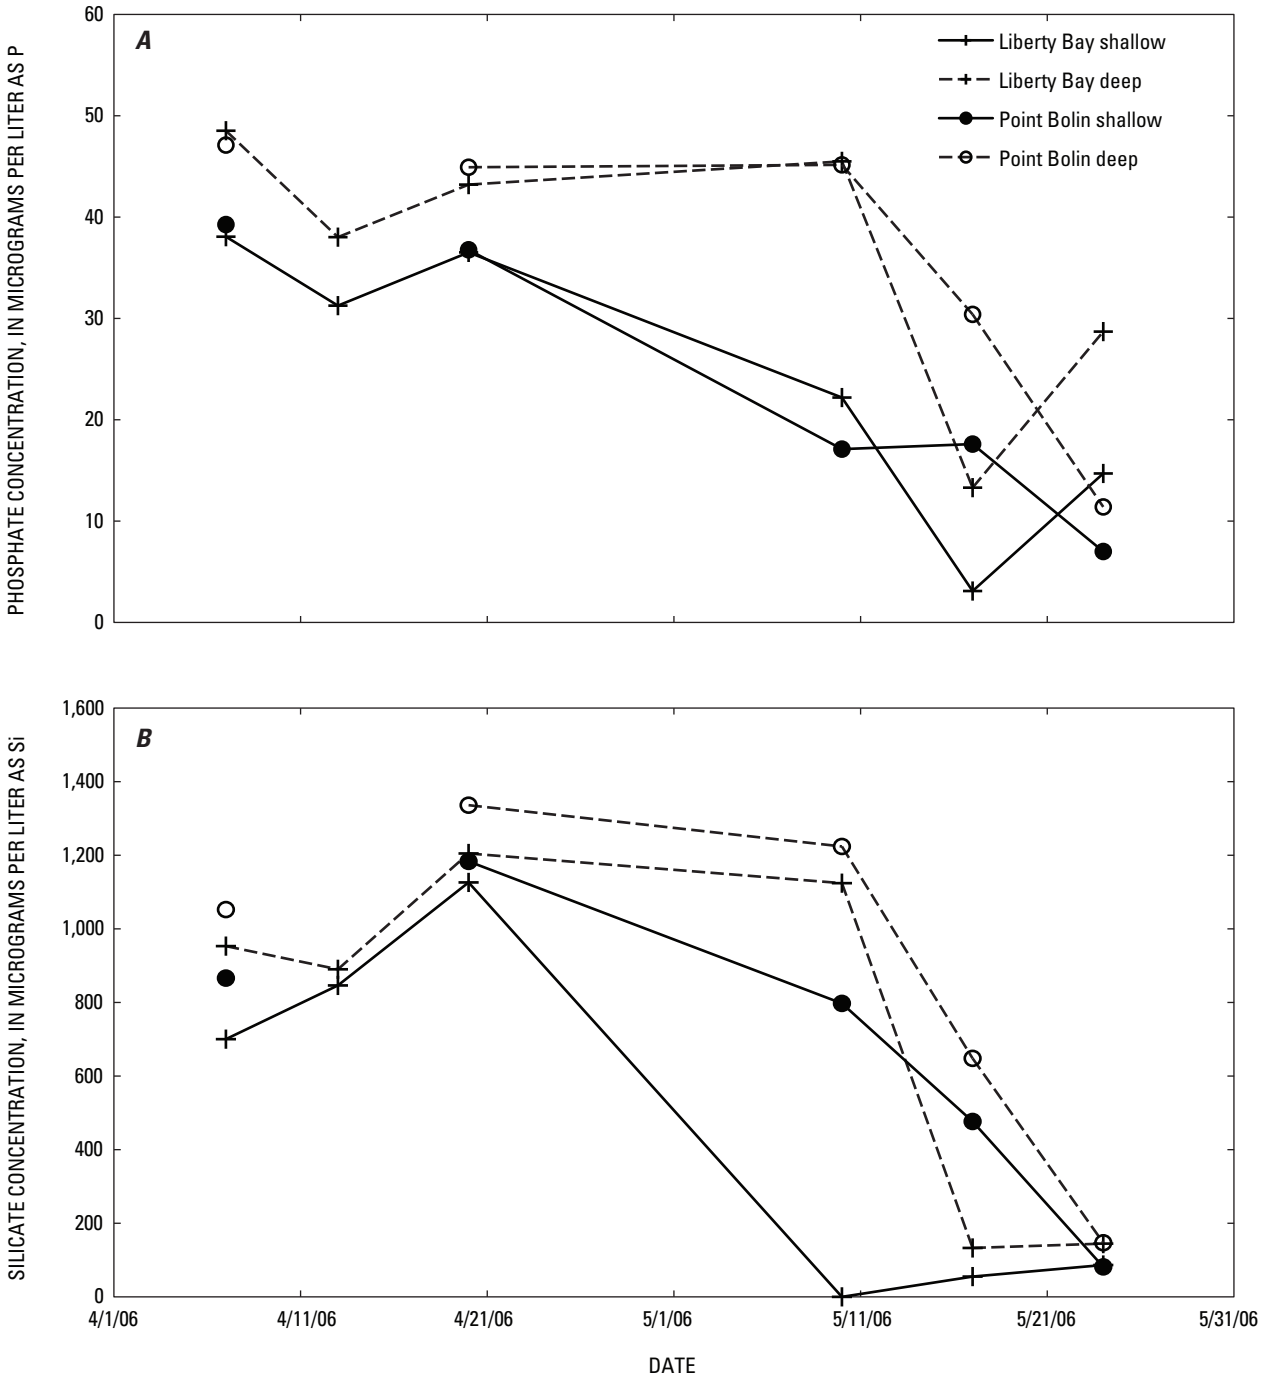 60
50
40
30
20
10
0
PHOSPHATE CONCENTRATION, IN MICROGRAMS PER LITER AS P
A
Liberty Bay shallow
Liberty Bay deep
Point Bolin shallow
Point Bolin deep
1,600
1,400
1,200
1,000
800
600
400
200
0
SILICATE CONCENTRATION, IN MICROGRAMS PER LITER AS Si
B
4/1/06 4/11/06 4/21/06 5/1/06 5/11/06 5/21/06 5/31/06
DATE